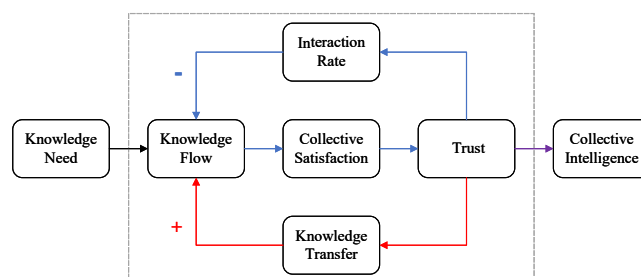 Interaction
Rate
-
Knowledge
Need
Knowledge
Flow
Collective
Satisfaction
Trust
Collective
Intelligence
+
Knowledge
Transfer